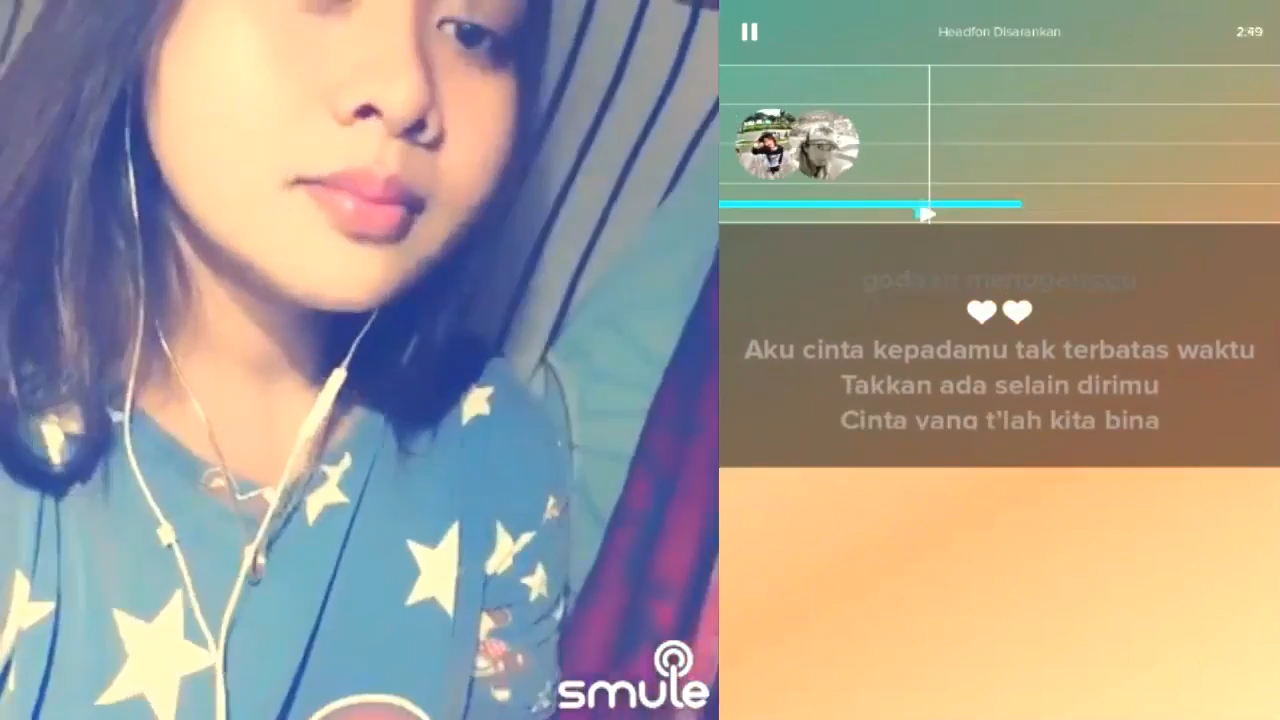 Headfon Disarankan
2:49
Aku cinta kepadamu tak terbatas waktu
Takkan ada selain dirimu
Cinta yang t'lah kita bina
smule